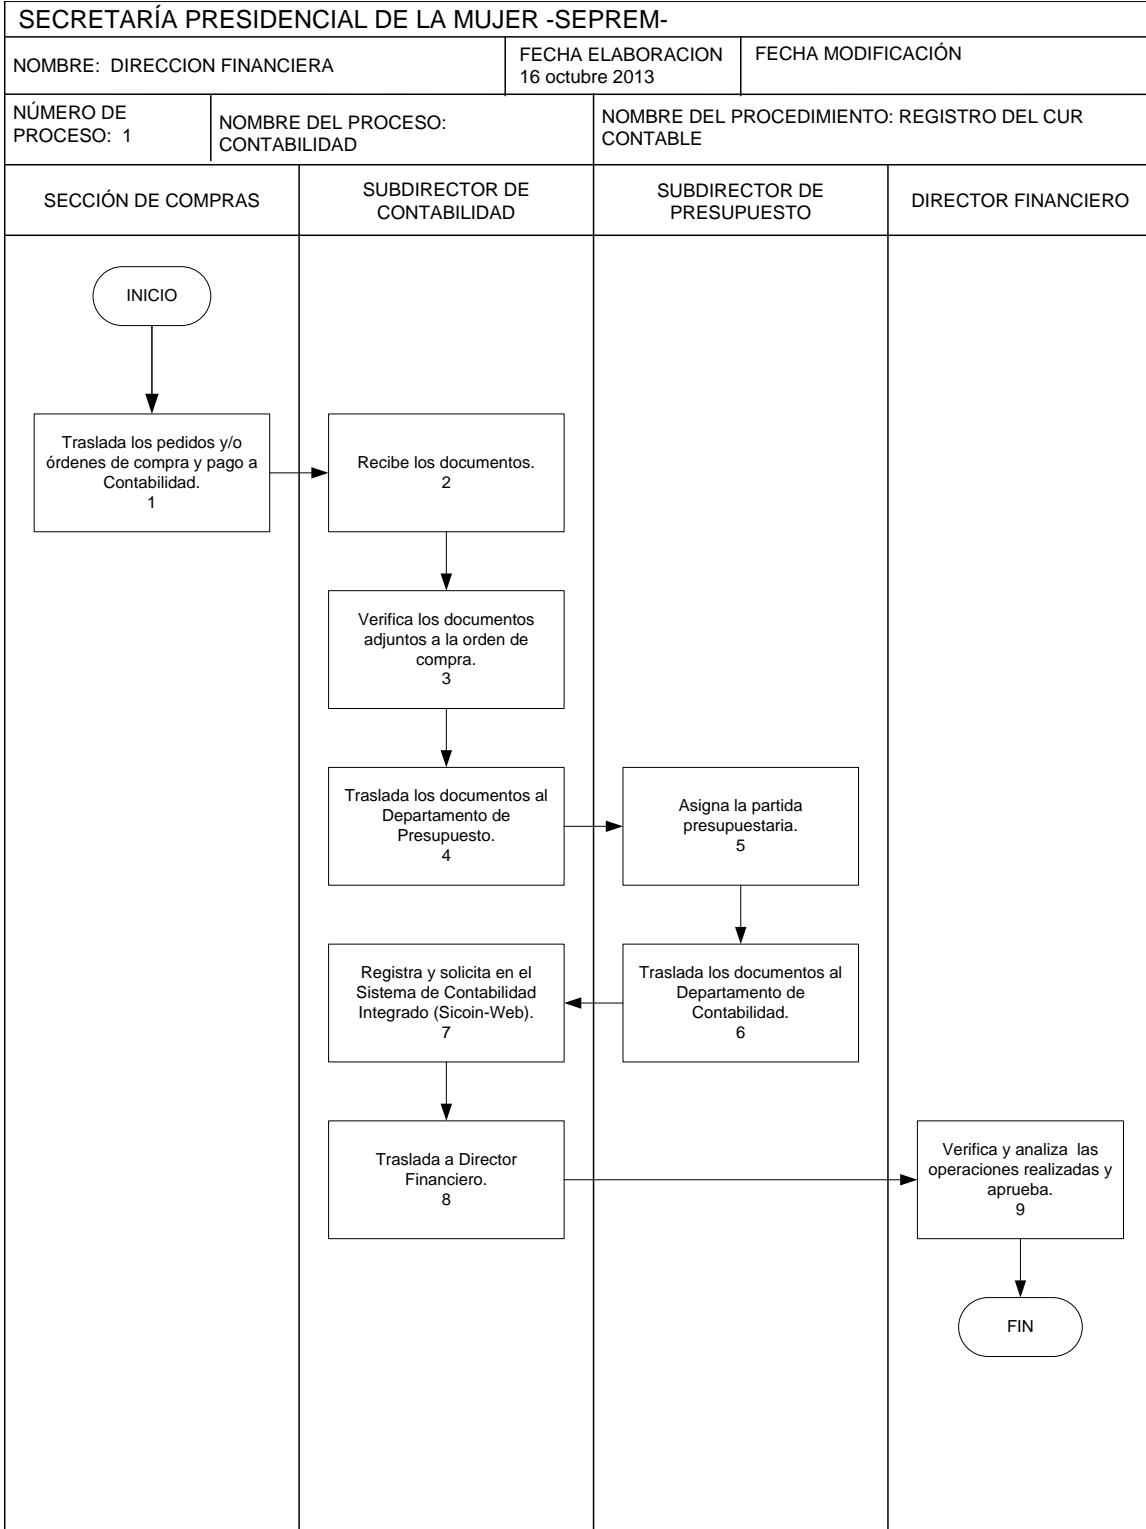 SECRETARÍA PRESIDENCIAL DE LA MUJER -SEPREM-
NOMBRE: DIRECCION FINANCIERA
FECHA ELABORACION
16 octubre 2013
FECHA MODIFICACIÓN
NÚMERO DE
PROCESO: 1
NOMBRE DEL PROCESO:
CONTABILIDAD
NOMBRE DEL PROCEDIMIENTO: REGISTRO DEL CUR
CONTABLE
SECCIÓN DE COMPRAS
SUBDIRECTOR DE
CONTABILIDAD
SUBDIRECTOR DE
PRESUPUESTO
DIRECTOR FINANCIERO
INICIO
Traslada los pedidos y/o
órdenes de compra y pago a
Contabilidad.
1
Recibe los documentos.
2
Verifica los documentos
adjuntos a la orden de
compra.
3
Traslada los documentos al
Departamento de
Presupuesto.
4
Asigna la partida
presupuestaria.
5
Traslada los documentos al
Departamento de
Contabilidad.
6
Registra y solicita en el
Sistema de Contabilidad
Integrado (Sicoin-Web).
7
Traslada a Director
Financiero.
8
Verifica y analiza las
operaciones realizadas y
aprueba.
9
FIN